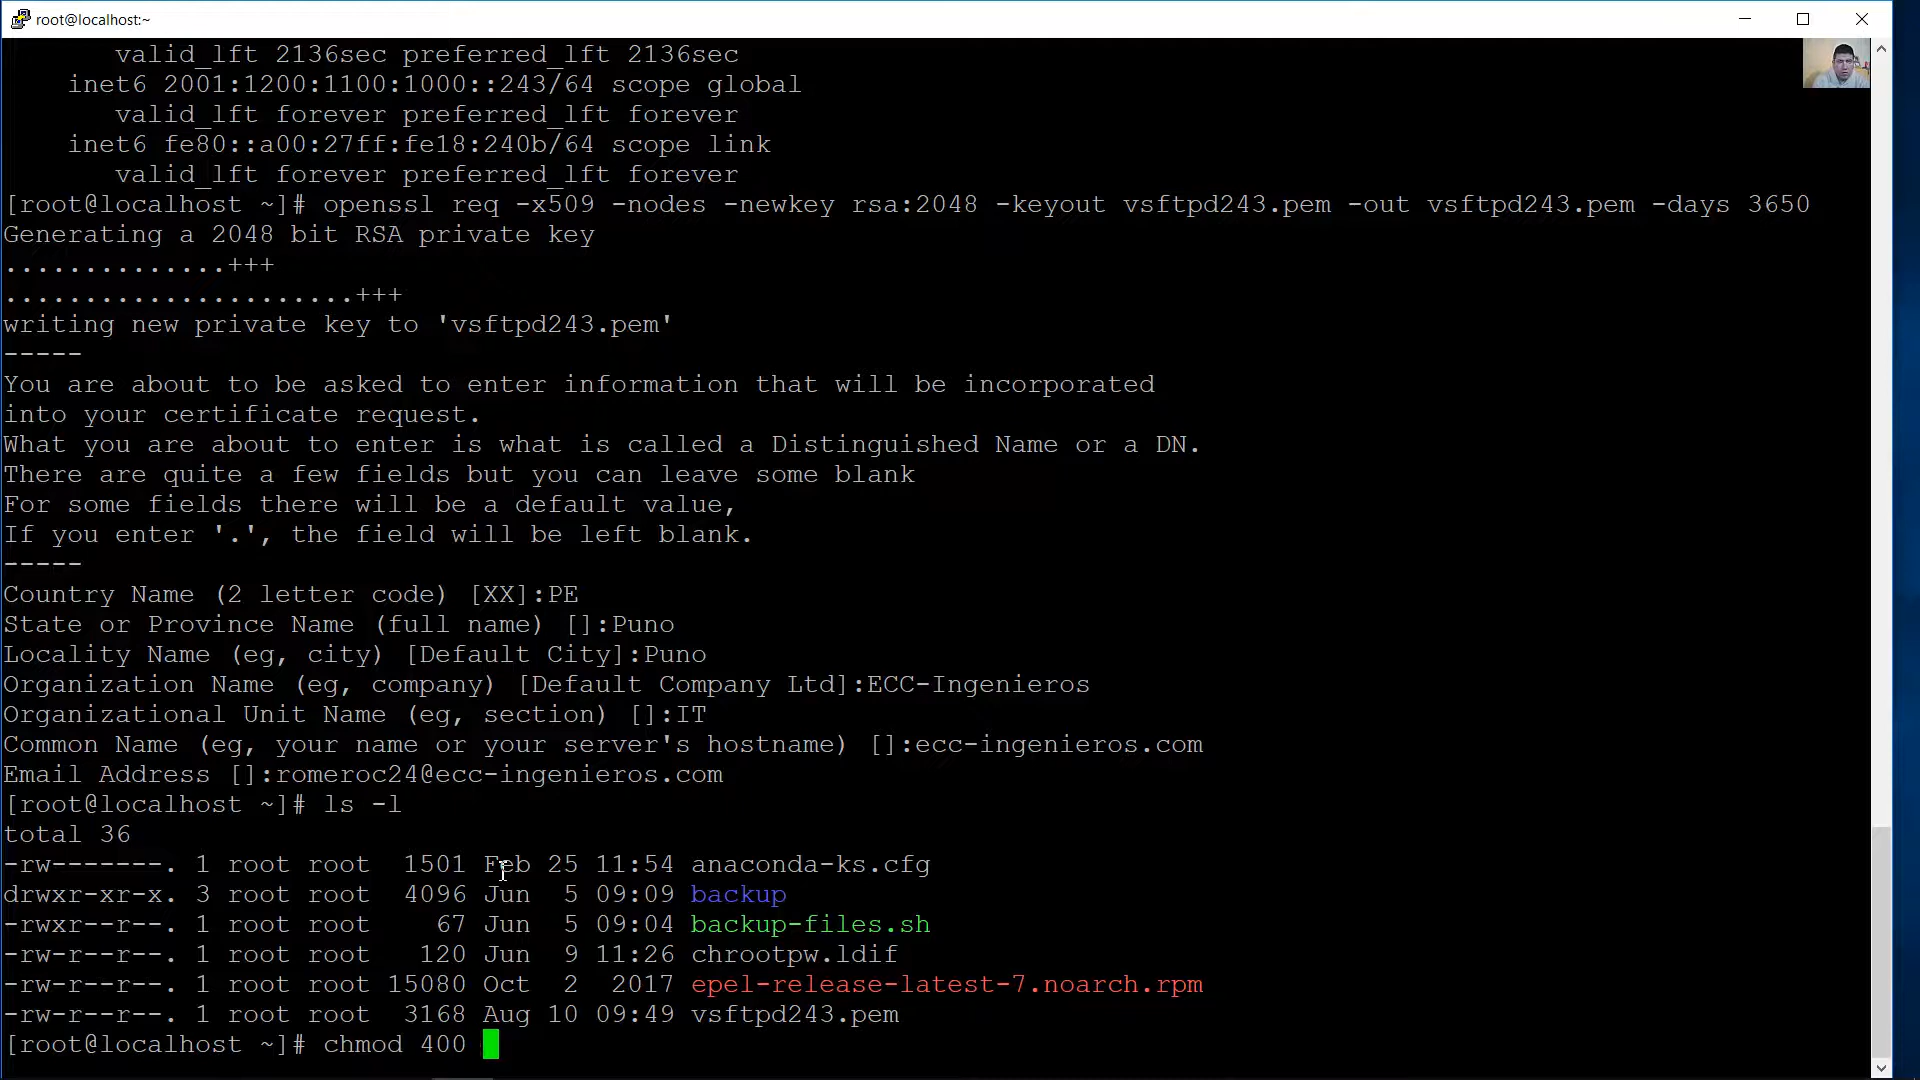 root@localhost:~
valid_lft 2136sec preferred_lft 2136sec
inet6 2001:1200:1100:1000::243/64 scope global
valid_lft forever preferred_lft forever
inet6 fe80::a00:27ff:fe18:240b/64 scope link
valid_lft forever preferred_lft forever
[root@localhost ~]# openssl req -x509 -nodes -newkey rsa:2048 -keyout vsftpd243.pem -out vsftpd243.pem -days 3650
Generating a 2048 bit RSA private key
..............+++
......................+++
writing new private key to 'vsftpd243.pem'
-----
You are about to be asked to enter information that will be incorporated
into your certificate request.
What you are about to enter is what is called a Distinguished Name or a DN.
There are quite a few fields but you can leave some blank
For some fields there will be a default value,
If you enter '.', the field will be left blank.
-----
Country Name (2 letter code) [XX]:PE
State or Province Name (full name) []:Puno
Locality Name (eg, city) [Default City]:Puno
Organization Name (eg, company) [Default Company Ltd]:ECC-Ingenieros
Organizational Unit Name (eg, section) []:IT
Common Name (eg, your name or your server's hostname) []:ecc-ingenieros.com
Email Address []:romeroc24@ecc-ingenieros.com
[root@localhost ~]# ls -l
total 36
-rw-------. 1 root root  1501 Feb 25 11:54 anaconda-ks.cfg
drwxr-xr-x. 3 root root  4096 Jun  5 09:09 backup
-rwxr--r--. 1 root root    67 Jun  5 09:04 backup-files.sh
-rw-r--r--. 1 root root   120 Jun  9 11:26 chrootpw.ldif
-rw-r--r--. 1 root root 15080 Oct  2  2017 epel-release-latest-7.noarch.rpm
-rw-r--r--. 1 root root  3168 Aug 10 09:49 vsftpd243.pem
[root@localhost ~]# chmod 400